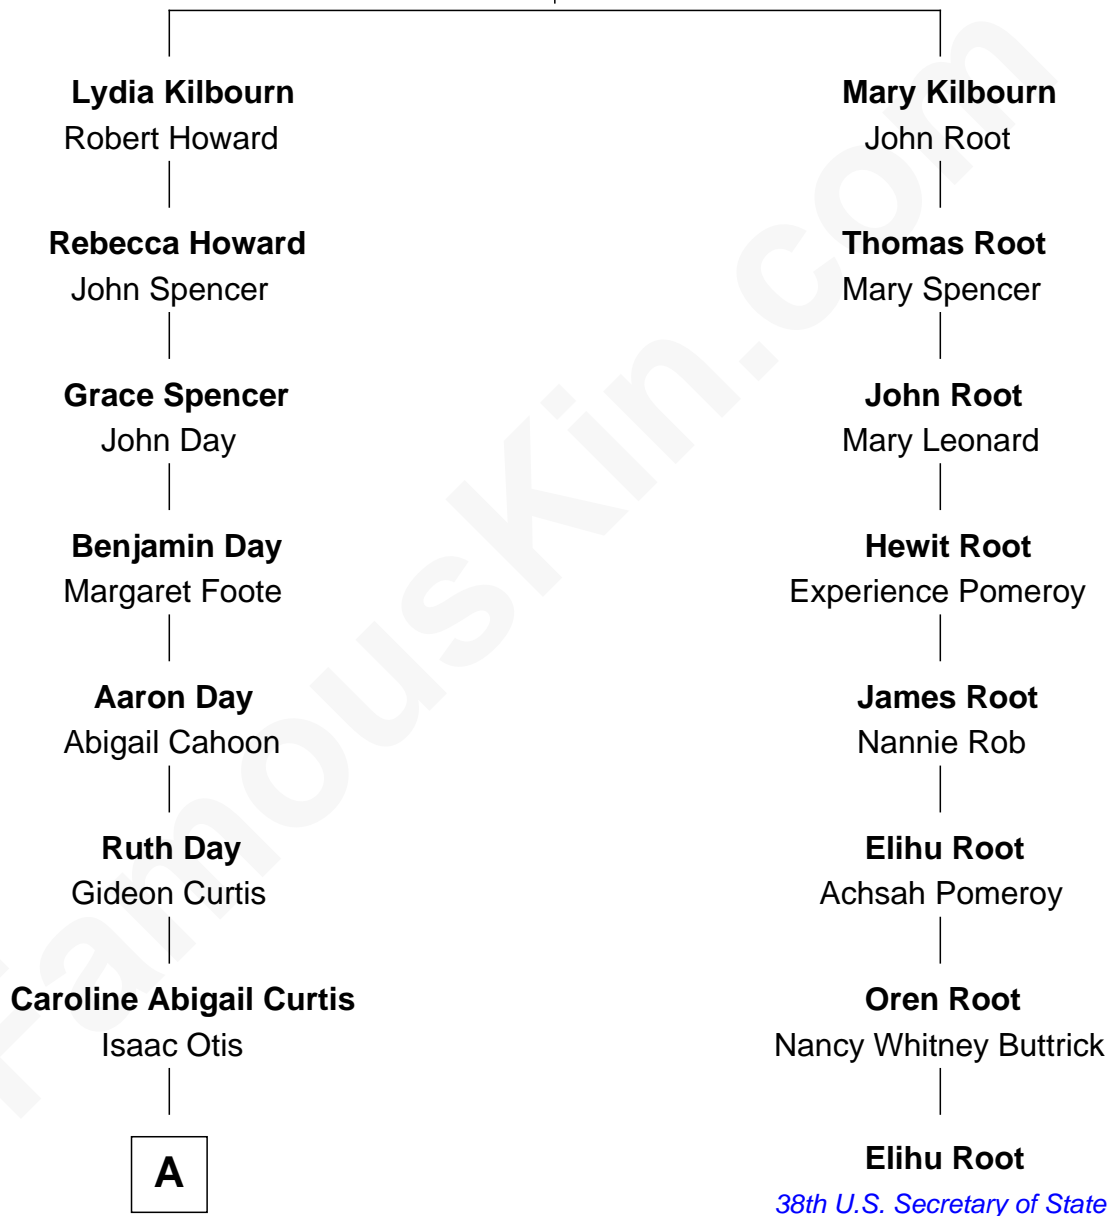 Lydia Kilbourn
Robert Howard
Mary Kilbourn
John Root
Rebecca Howard
John Spencer
Thomas Root
Mary Spencer
Grace Spencer
John Day
John Root
Mary Leonard
Benjamin Day
Margaret Foote
Hewit Root
Experience Pomeroy
Aaron Day
Abigail Cahoon
James Root
Nannie Rob
Ruth Day
Gideon Curtis
Elihu Root
Achsah Pomeroy
Caroline Abigail Curtis
Isaac Otis
Oren Root
Nancy Whitney Buttrick
A
Elihu Root
38th U.S. Secretary of State
FamousKin.com